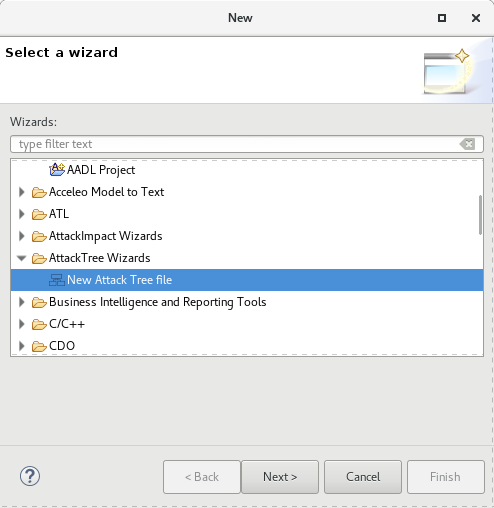 New
Select a wizard
Wizards:
type filter text
AADL Project
Acceleo Model to Text
ATL
AttackImpact Wizards
AttackTree Wizards
New Attack Tree file
Business Intelligence and Reporting Tools
C/C++
CDO
? < Back Next > Cancel Finish